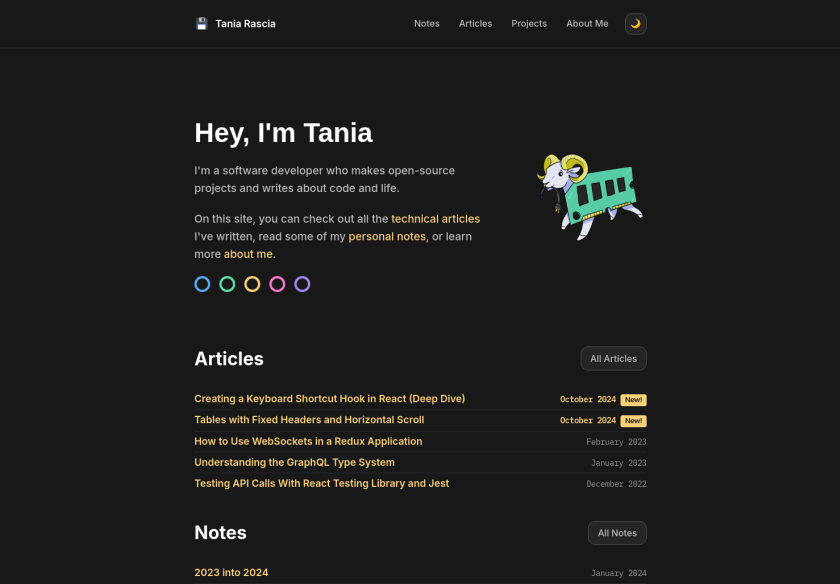 Tania Rascia
Notes
Articles
Projects
About Me
Hey, I'm Tania
I'm a software developer who makes open-source
projects and writes about code and life.
On this site, you can check out all the technical articles
I've written, read some of my personal notes, or learn
more about me.
Articles
All Articles
Creating a Keyboard Shortcut Hook in React (Deep Dive)
October 2024 New!
Tables with Fixed Headers and Horizontal Scroll
October 2024 New!
How to Use WebSockets in a Redux Application
February 2023
Understanding the GraphQL Type System
January 2023
Testing API Calls With React Testing Library and Jest
December 2022
Notes
All Notes
2023 into 2024
January 2024